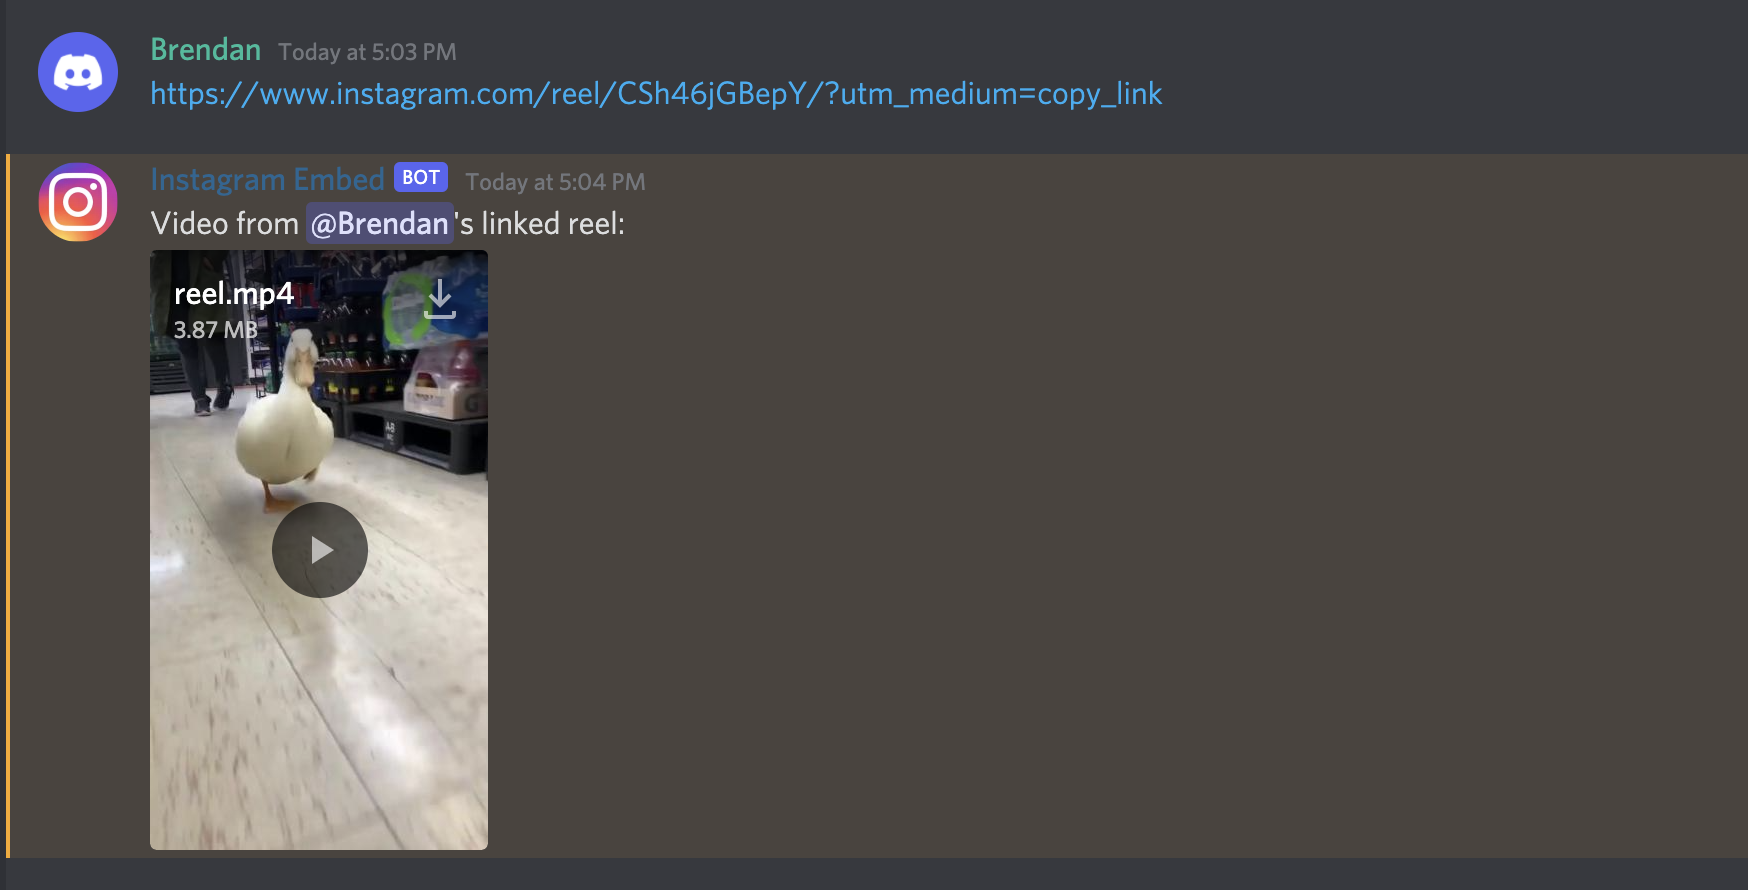 Brendan Today at 5:03 PM
https://www.instagram.com/reel/CSh46jGBepY/?utm_medium=copy_link
Instagram Embed BOT Today at 5:04 PM
Video from @Brendan's linked reel:
reel.mp4
3.87 MB
G